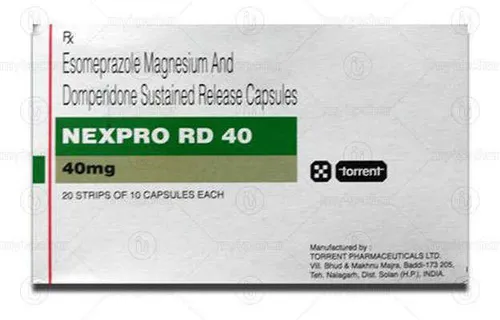 Rx
Esomeprazole Magnesium And
Domperidone Sustained Release Capsules
NEXPRO RD 40
40mg
torrent
20 STRIPS OF 10 CAPSULES EACH
Manufactured by :
TORRENT PHARMACEUTICALS LTD.
Vill. Bhud & Makhnu Majra, Baddi-173 205,
Teh. Nalagarh, Dist. Solan (H.P.), INDIA.